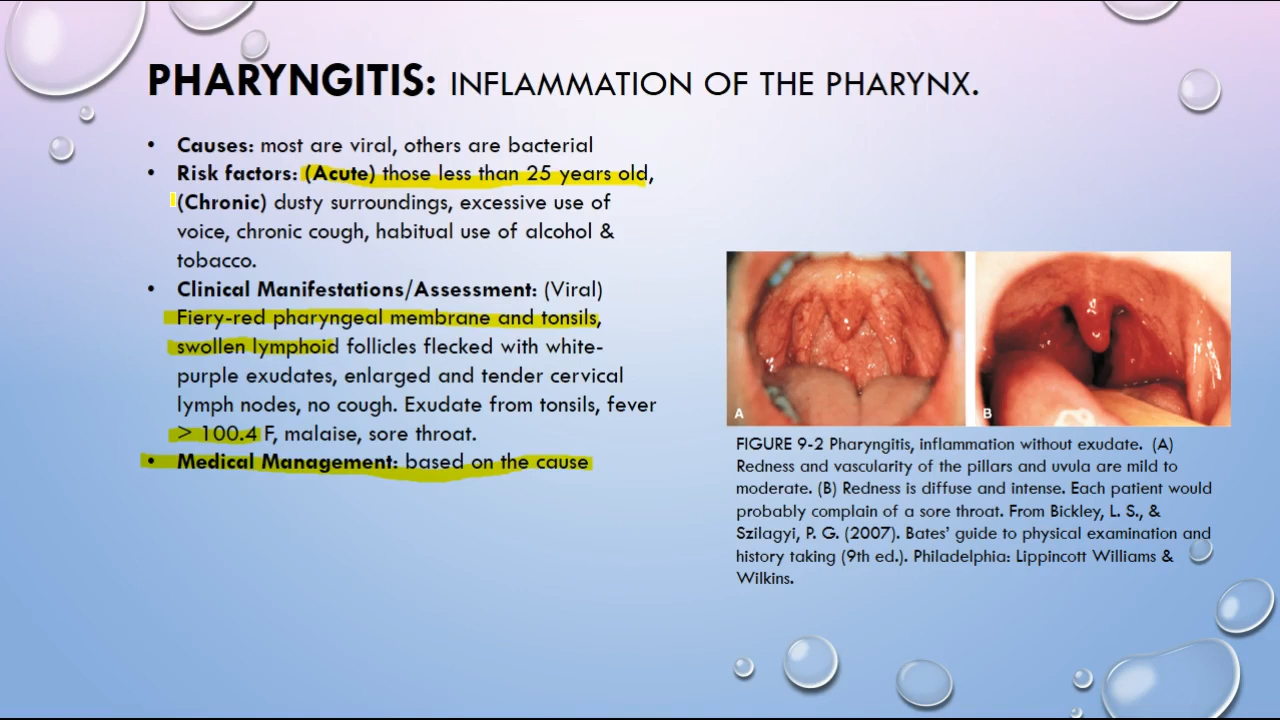 PHARYNGITIS: INFLAMMATION OF THE PHARYNX.
• Causes: most are viral, others are bacterial
• Risk factors: (Acute) those less than 25 years old,
(Chronic) dusty surroundings, excessive use of
voice, chronic cough, habitual use of alcohol &
tobacco.
• Clinical Manifestations/Assessment: (Viral)
Fiery-red pharyngeal membrane and tonsils,
swollen lymphoid follicles flecked with white-
purple exudates, enlarged and tender cervical
lymph nodes, no cough. Exudate from tonsils, fever
> 100.4 F, malaise, sore throat.
• Medical Management: based on the cause
A
B
FIGURE 9-2 Pharyngitis, inflammation without exudate. (A)
Redness and vascularity of the pillars and uvula are mild to
moderate. (B) Redness is diffuse and intense. Each patient would
probably complain of a sore throat. From Bickley, L. S., &
Szilagyi, P. G. (2007). Bates' guide to physical examination and
history taking (9th ed.). Philadelphia: Lippincott Williams &
Wilkins.